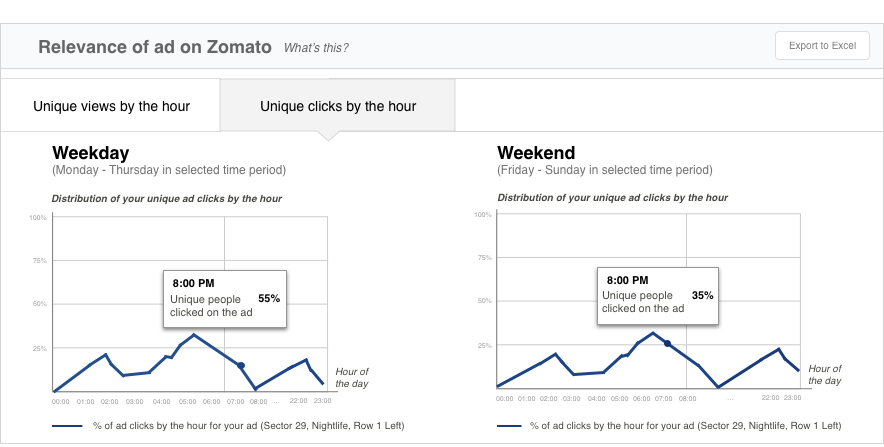 Relevance of ad on Zomato What's this? Export to Excel
Unique views by the hour Unique clicks by the hour
Weekday
(Monday - Thursday in selected time period)
Distribution of your unique ad clicks by the hour
100%
75%
50%
25%
8:00 PM
Unique people 55%
clicked on the ad
Hour of
the day
00:00 01:00 02:00 03:00 04:00 05:00 06:00 07:00 08:00 ... 22:00 23:00
% of ad clicks by the hour for your ad (Sector 29, Nightlife, Row 1 Left)
Weekend
(Friday - Sunday in selected time period)
Distribution of your unique ad clicks by the hour
100%
75%
50%
25%
8:00 PM
Unique people 35%
clicked on the ad
Hour of
the day
00:00 01:00 02:00 03:00 04:00 05:00 06:00 07:00 08:00 ... 22:00 23:00
% of ad clicks by the hour for your ad (Sector 29, Nightlife, Row 1 Left)